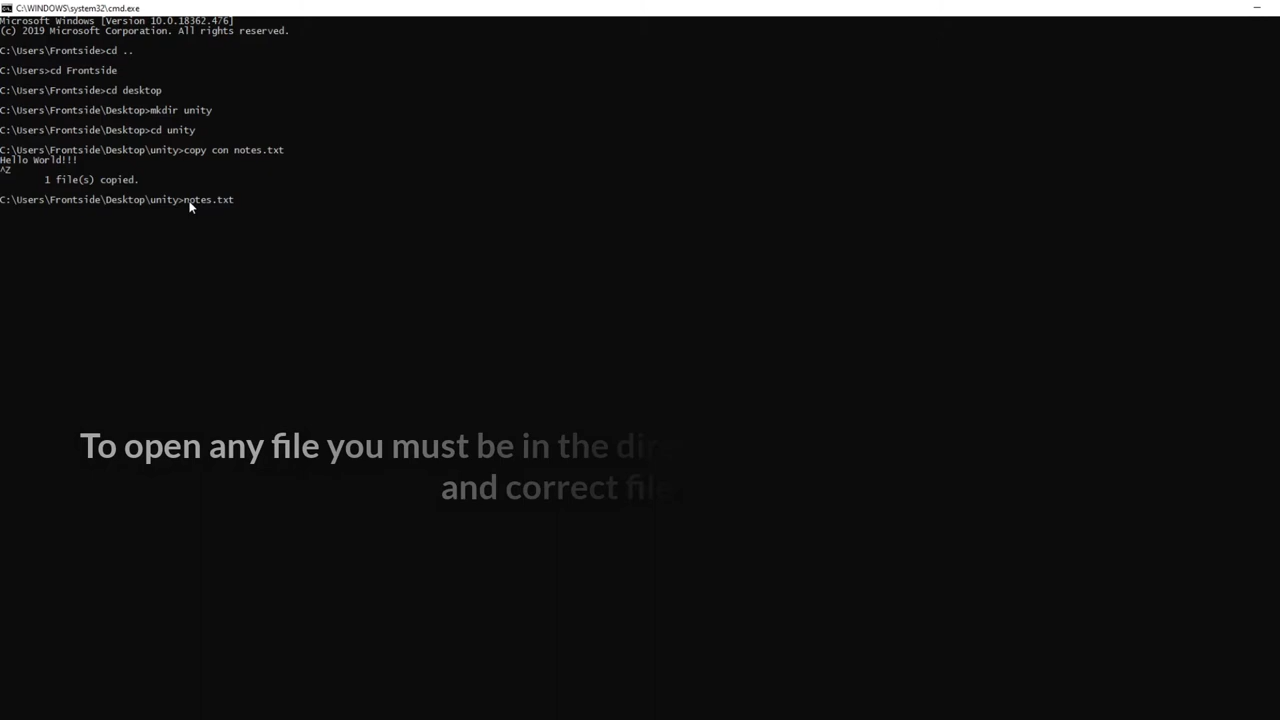 C:\WINDOWS\system32\cmd.exe
Microsoft Windows [Version 10.0.18362.476]
(c) 2019 Microsoft Corporation. All rights reserved.
C:\Users\Frontside>cd ..
C:\Users>cd Frontside
C:\Users\Frontside>cd desktop
C:\Users\Frontside\Desktop>mkdir unity
C:\Users\Frontside\Desktop>cd unity
C:\Users\Frontside\Desktop\unity>copy con notes.txt
Hello World!!!
^Z
1 file(s) copied.
C:\Users\Frontside\Desktop\unity>notes.txt
To open any file you must be in the
and correct file